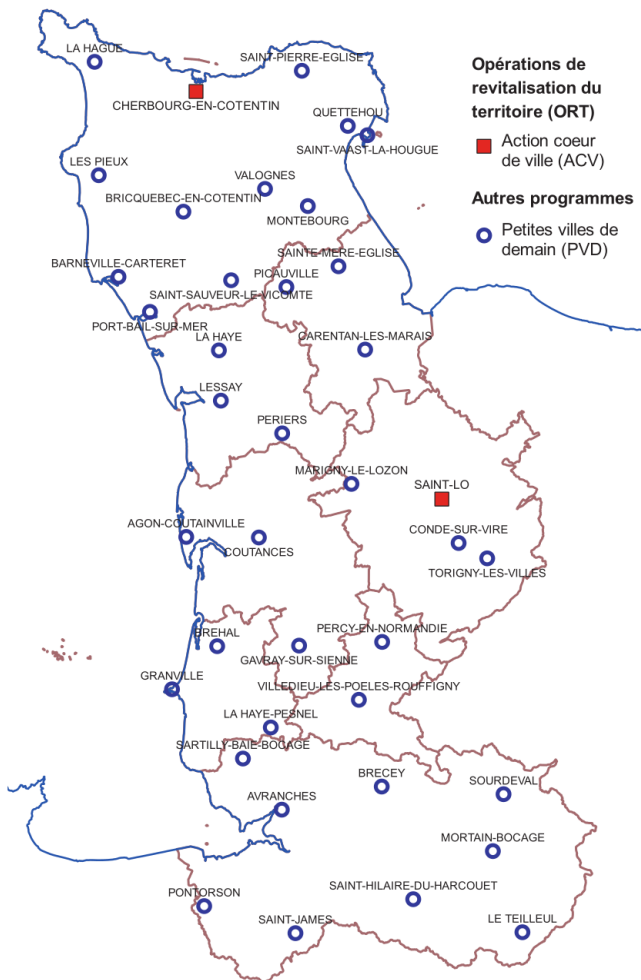 LA HAGUE
SAINT-PIERRE-EGLISE
CHERBOURG-EN-COTENTIN
QUETTEHOU
SAINT-VAAST-LA-HOUGUE
Opérations de
revitalisation du
territoire (ORT)
Action coeur
de ville (ACV)
Autres programmes
Petites villes de
demain (PVD)
LES PIEUX
VALOGNES
BRICQUEBEC-EN-COTENTIN
MONTEBOURG
SAINTE-MERE-EGLISE
BARNEVILLE-CARTERET
PICAUVILLE
SAINT-SAUVEUR-LE-VICOMTE
PORT-BAIL-SUR-MER
LA HAYE
CARENTAN-LES-MARAIS
LESSAY
PERIERS
MARIGNY-LE-LOZON
SAINT-LO
AGON-COUTAINVILLE
COUTANCES
CONDE-SUR-VIRE
TORIGNY-LES-VILLES
BREHAL
PERCY-EN-NORMANDIE
GAVRAY-SUR-SIENNE
GRANVILLE
VILLEDIEU-LES-POELES-ROUFFIGNY
LA HAYE-PESNEL
SARTILLY-BAIE-BOCAGE
BRECEY
SOURDEVAL
AVRANCHES
MORTAIN-BOCAGE
SAINT-HILAIRE-DU-HARCOUET
PONTORSON
SAINT-JAMES
LE TEILLEUL